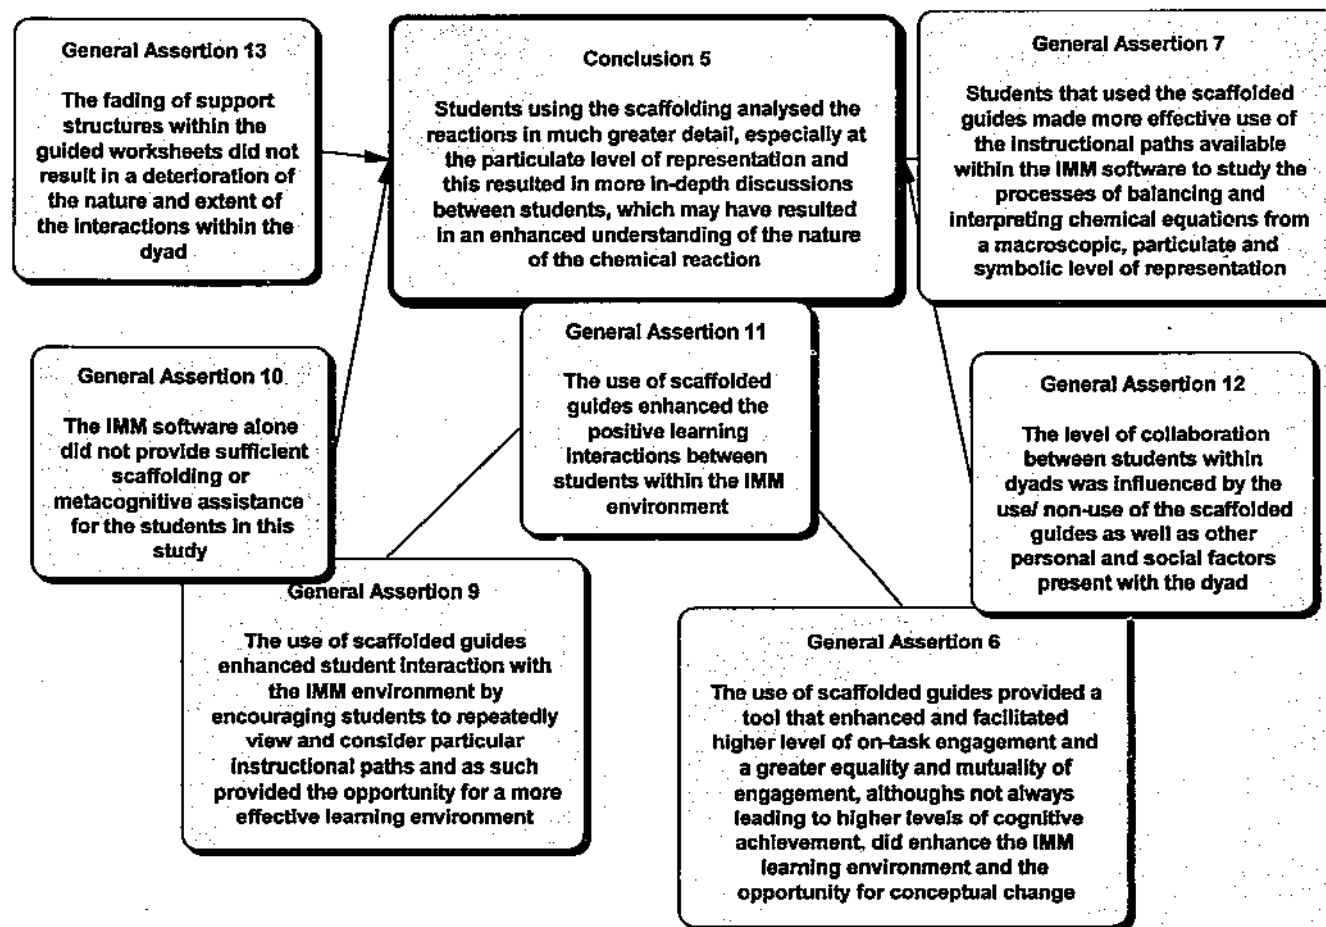 General Assertion 13
The fading of support
structures within the
guided worksheets did not
result in a deterioration of
the nature and extent of
the interactions within the
dyad
Conclusion 5
Students using the scaffolding analysed the
reactions in much greater detail, especially at
the particulate level of representation and
this resulted in more in-depth discussions
between students, which may have resulted
in an enhanced understanding of the nature
of the chemical reaction
General Assertion 7
Students that used the scaffolded
guides made more effective use of
the instructional paths available
within the IMM software to study the
processes of balancing and
interpreting chemical equations from
a macroscopic, particulate and
symbolic level of representation
General Assertion 10
The IMM software alone
did not provide sufficient
scaffolding or
metacognitive assistance
for the students in this
study
General Assertion 11
The use of scaffolded
guides enhanced the
positive learning
interactions between
students within the IMM
environment
General Assertion 12
The level of collaboration
between students within
dyads was influenced by the
use/ non-use of the scaffolded
guides as well as other
personal and social factors
present with the dyad
General Assertion 9
The use of scaffolded guides
enhanced student interaction with
the IMM environment by
encouraging students to repeatedly
view and consider particular
instructional paths and as such
provided the opportunity for a more
effective learning environment
General Assertion 6
The use of scaffolded guides provided a
tool that enhanced and facilitated
higher level of on-task engagement and
a greater equality and mutuality of
engagement, althoughs not always
leading to higher levels of cognitive
achievement, did enhance the IMM
learning environment and the
opportunity for conceptual change